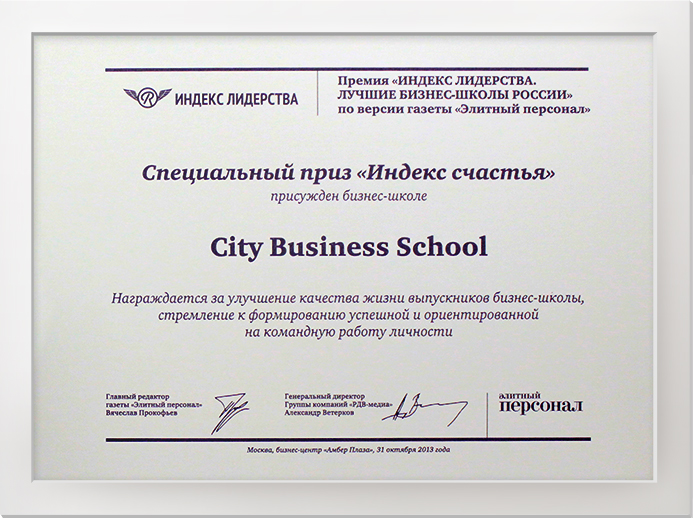 ИНДЕКС ЛИДЕРСТВА
Премия «ИНДЕКС ЛИДЕРСТВА.
ЛУЧШИЕ БИЗНЕС-ШКОЛЫ РОССИИ»
по версии газеты «Элитный персонал»
Специальный приз «Индекс счастья»
присужден бизнес-школе
City Business School
Награждается за улучшение качества жизни выпускников бизнес-школы,
стремление к формированию успешной и ориентированной
на командную работу личности
Главный редактор
газеты «Элитный персонал»
Вячеслав Прокофьев
Генеральный директор
Группы компаний «РДВ-медиа»
Александр Ветерков
элитный
персонал
Москва, бизнес-центр «Амбер Плаза», 31 октября 2013 года